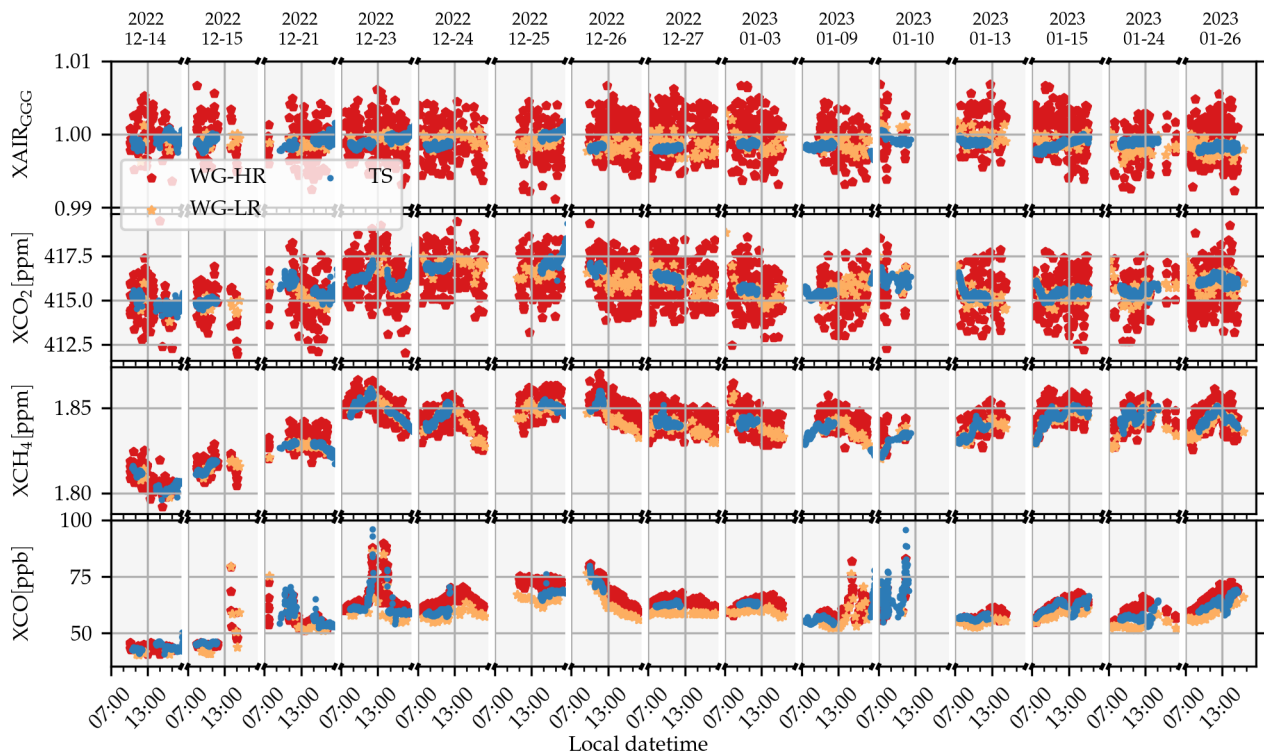 2022 2022 2022 2022 2022 2022 2022 2022 2023 2023 2023 2023 2023 2023 2023
12-14 12-15 12-21 12-23 12-24 12-25 12-26 12-27 01-03 01-09 01-10 01-13 01-15 01-24 01-26
1.01
1.00
0.99
XAIR_GGG
WG-HR TS
WG-LR
417.5
415.0
412.5
XCO₂[ppm]
1.85
1.80
XCH₄[ppm]
100
75
50
XCO[ppb]
07:00 13:00 07:00 13:00 07:00 13:00 07:00 13:00 07:00 13:00 07:00 13:00 07:00 13:00 07:00 13:00 07:00 13:00 07:00 13:00 07:00 13:00 07:00 13:00 07:00 13:00 07:00 13:00 07:00 13:00
Local datetime